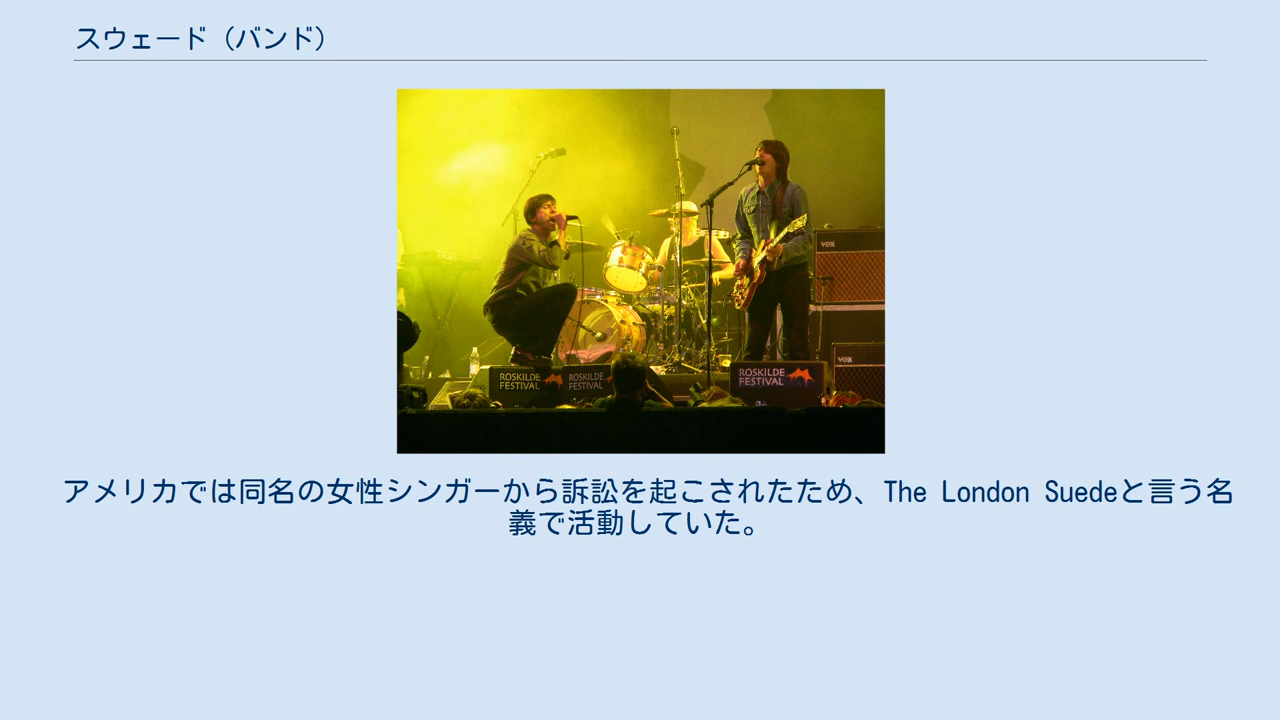 スウェード（バンド）
VOX
VOX
ROSKILDE
FESTIVAL
ROSKILDE
FESTIVAL
ROSKILDE
FESTIVAL
アメリカでは同名の女性シンガーから訴訟を起こされたため、The London Suedeと言う名
義で活動していた。